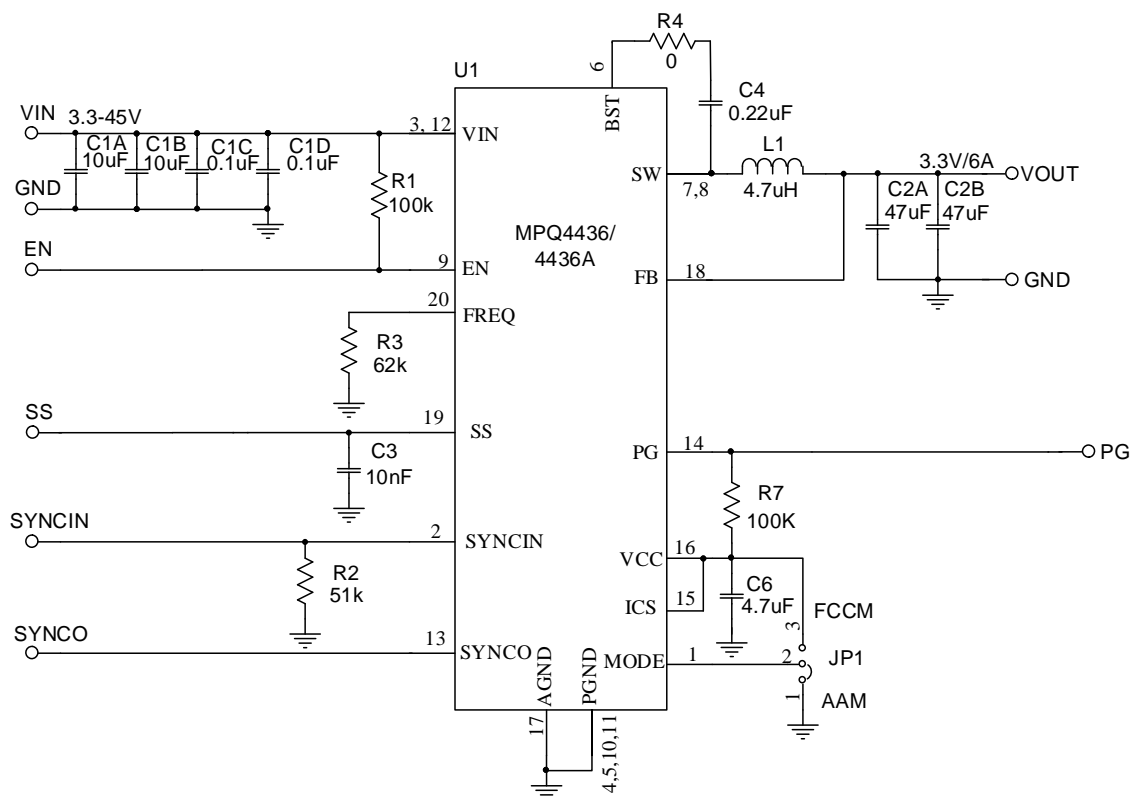 R4
0
6
U1
BST
C4
0.22uF
VIN
3.3-45V
3, 12
VIN
C1A
10uF
C1B
10uF
C1C
0.1uF
C1D
0.1uF
L1
4.7uH
3.3V/6A
VOUT
SW
7,8
GND
R1
100k
C2A
47uF
C2B
47uF
MPQ4436/
4436A
EN
9
EN
FB
18
GND
20
FREQ
R3
62k
SS
19
SS
C3
10nF
PG
14
PG
R7
100K
SYNCIN
2
SYNCIN
VCC
16
R2
51k
C6
4.7uF
ICS
15
FCCM
3
SYNCO
13
SYNCO
MODE
1
2
JP1
1
AAM
AGND
PGND
17
4,5,10,11